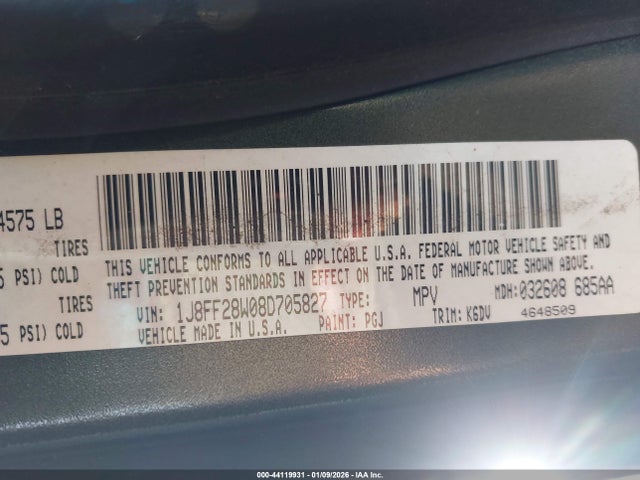 4575 LB
TIRES
5 PSI) COLD
TIRES
5 PSI) COLD
THIS VEHICLE CONFORMS TO ALL APPLICABLE U.S.A. FEDERAL MOTOR VEHICLE SAFETY AND
THEFT PREVENTION STANDARDS IN EFFECT ON THE DATE OF MANUFACTURE SHOWN ABOVE.
VIN: 1J8FF28W08D705827 TYPE: MPV MDH: 032608 685AA
VEHICLE MADE IN U.S.A. PAINT: PGJ TRIM: K6DV 4648509
000-44119931 - 01/09/2026 - IAA Inc.